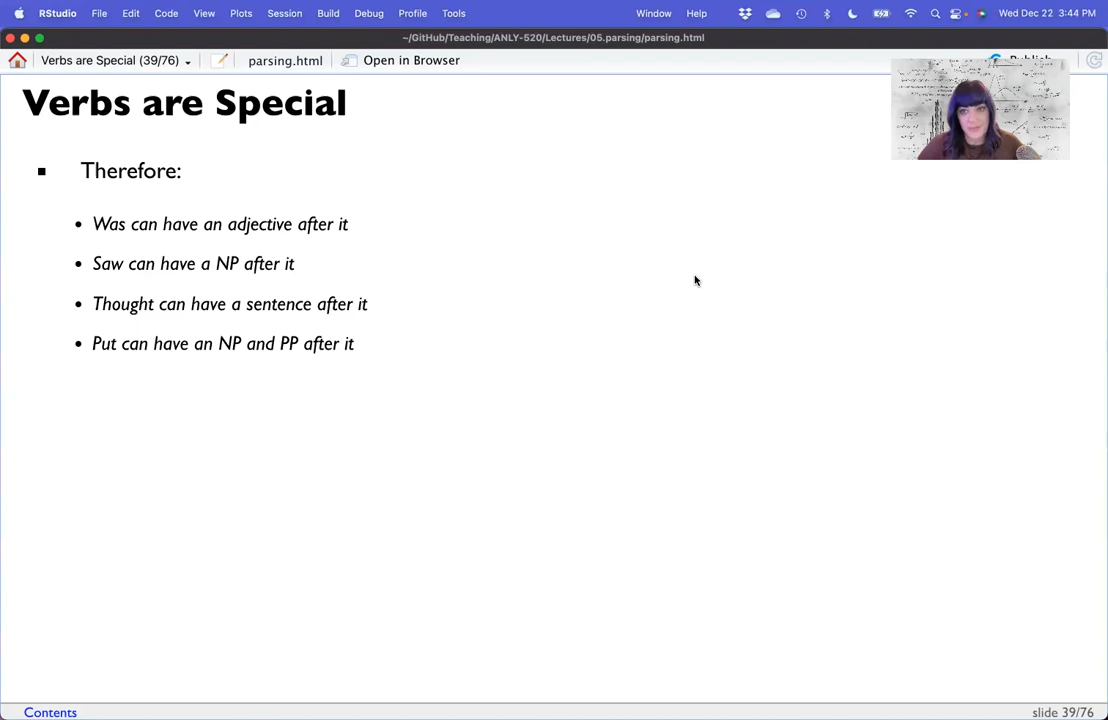 RStudio File Edit Code View Plots Session Build Debug Profile Tools Window Help Wed Dec 22 3:44 PM
~/GitHub/Teaching/ANLY-520/Lectures/05.parsing/parsing.html
Verbs are Special (39/76) parsing.html Open in Browser Publish
Verbs are Special
Therefore:
Was can have an adjective after it
Saw can have a NP after it
Thought can have a sentence after it
Put can have an NP and PP after it
Contents slide 39/76